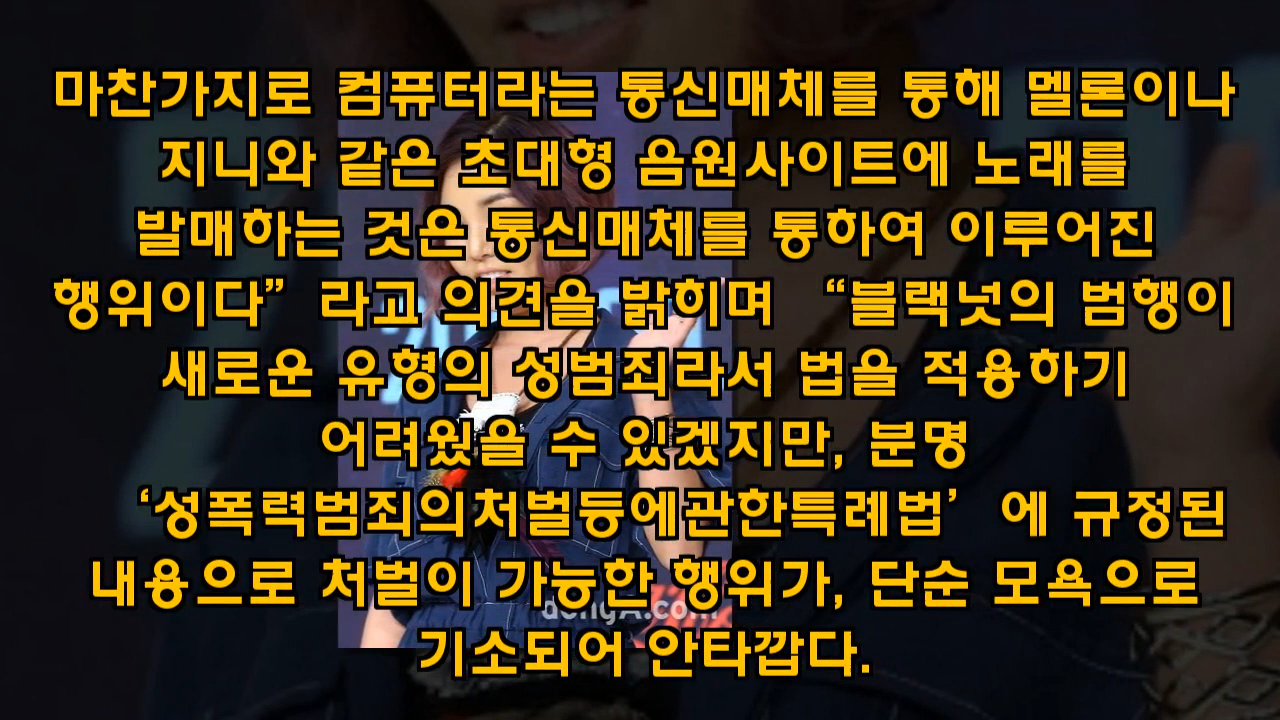 마찬가지로 컴퓨터라는 통신매체를 통해 멜론이나
지니와 같은 초대형 음원사이트에 노래를
발매하는 것은 통신매체를 통하여 이루어진
행위이다” 라고 의견을 밝히며 “블랙넛의 범행이
새로운 유형의 성범죄라서 법을 적용하기
어려웠을 수 있겠지만, 분명
‘성폭력범죄의처벌등에관한특례법’ 에 규정된
내용으로 처벌이 가능한 행위가, 단순 모욕으로
donga.com
기소되어 안타깝다.